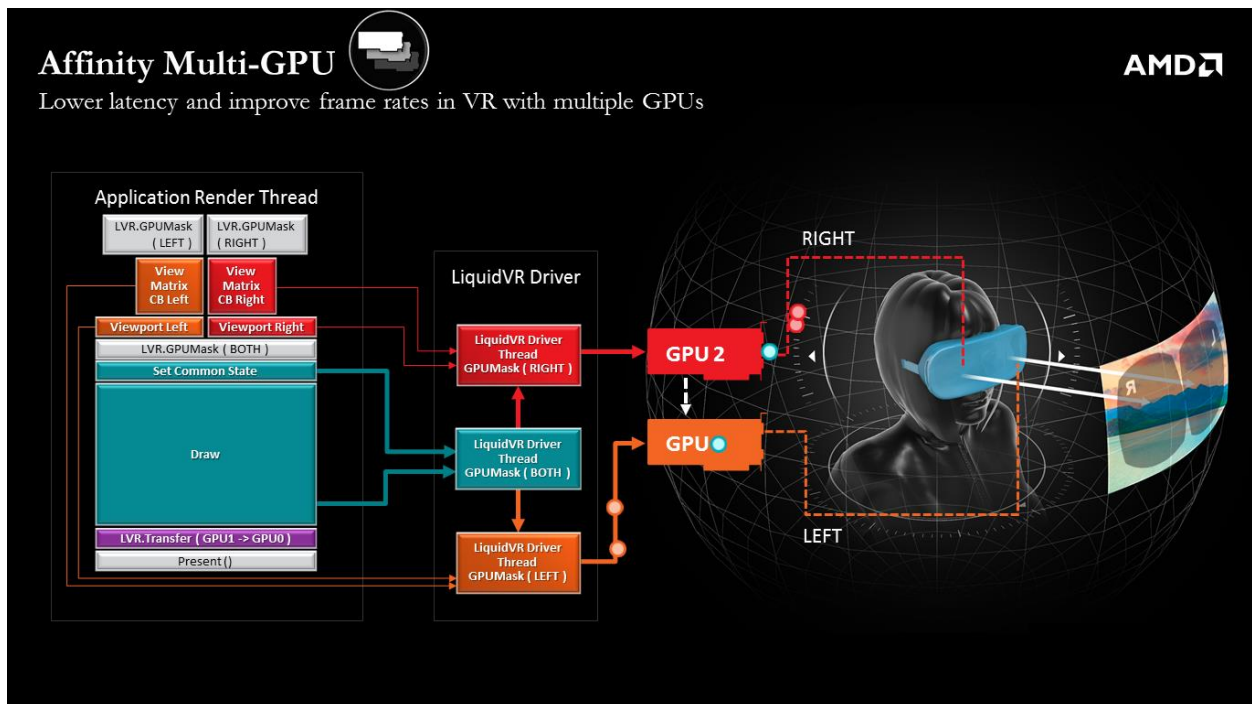 Affinity Multi-GPU
AMD
Lower latency and improve frame rates in VR with multiple GPUs
Application Render Thread
LVR.GPUMask
( LEFT )
LVR.GPUMask
( RIGHT )
View
Matrix
CB Left
View
Matrix
CB Right
Viewport Left
Viewport Right
LVR.GPUMask ( BOTH )
Set Common State
Draw
LVR.Transfer ( GPU1 -> GPU0 )
Present()
LiquidVR Driver
LiquidVR Driver
Thread
GPUMask ( RIGHT )
LiquidVR Driver
Thread
GPUMask ( BOTH )
LiquidVR Driver
Thread
GPUMask ( LEFT )
GPU 2
GPU
RIGHT
LEFT
R
L